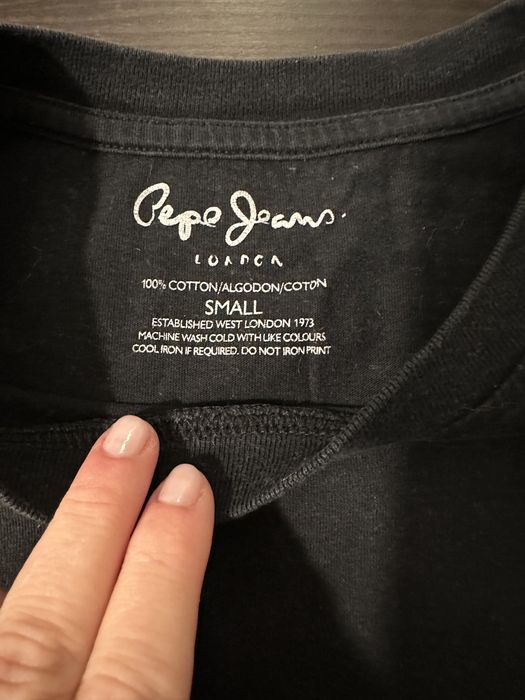 Pepe Jeans
LONDON
100% COTTON/ALGODON/COTON
SMALL
ESTABLISHED WEST LONDON 1973
MACHINE WASH COLD WITH LIKE COLOURS
COOL IRON IF REQUIRED. DO NOT IRON PRINT